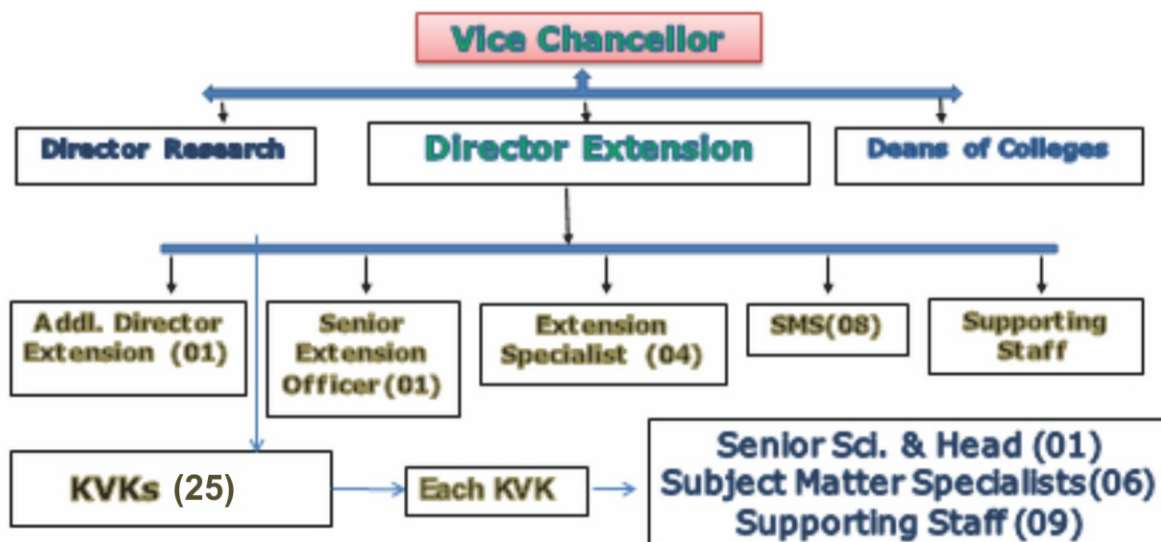 Vice Chancellor
Director Research
Director Extension
Deans of Colleges
Addl. Director
Extension (01)
Senior
Extension
Officer (01)
Extension
Specialist (04)
SMS(08)
Supporting
Staff
KVKs (25)
Each KVK
Senior Sci. & Head (01)
Subject Matter Specialists(06)
Supporting Staff (09)